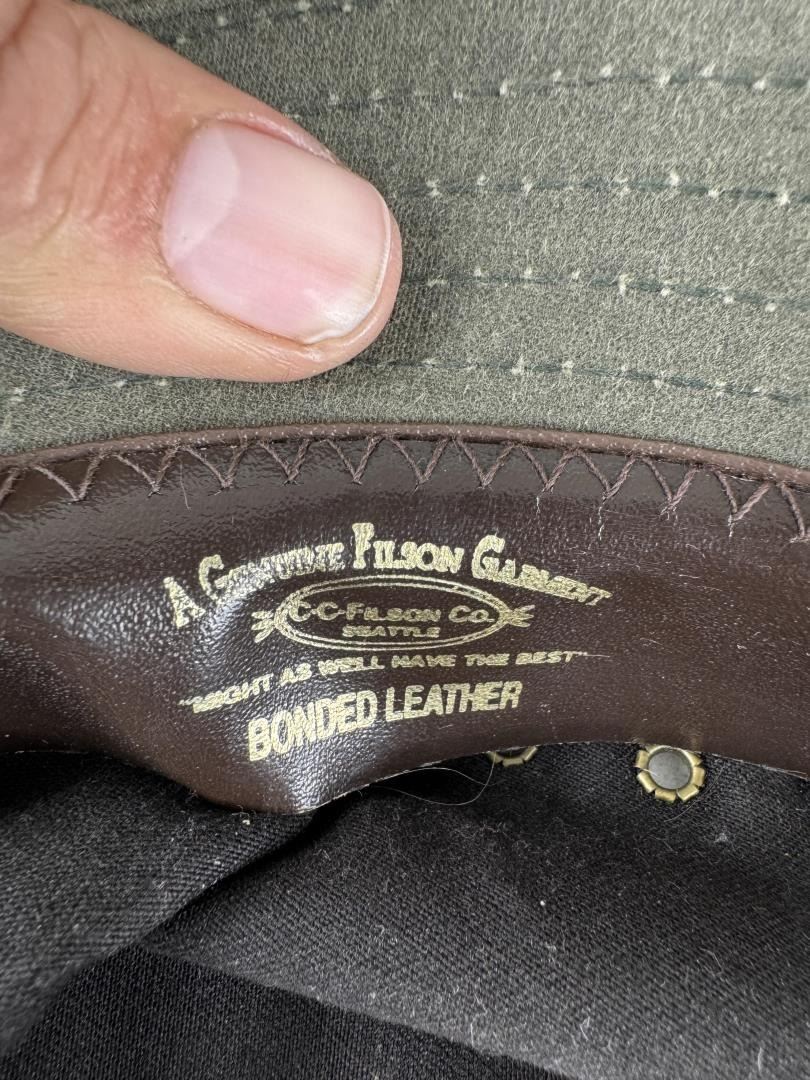 A Genuine Filson Garment
C·C·Filson Co.
SEATTLE
"MIGHT AS WELL HAVE THE BEST"
BONDED LEATHER